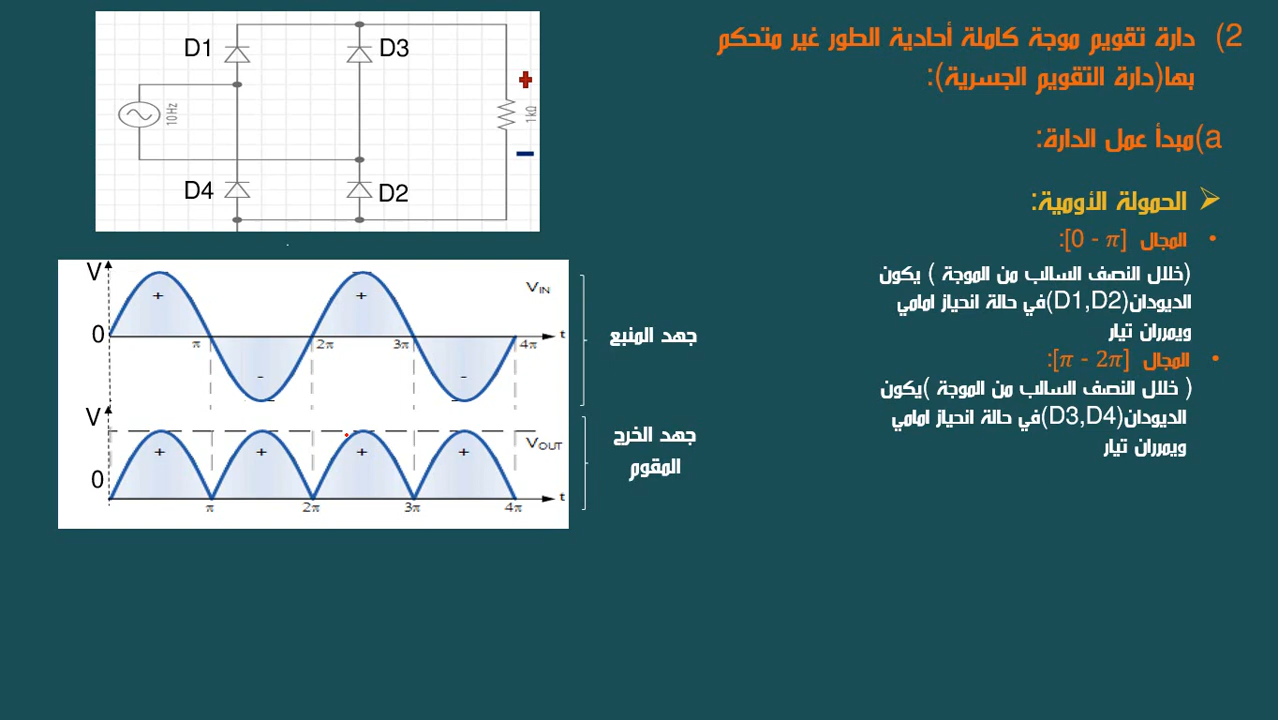 2) دارة تقويم موجة كاملة أحادية الطور غير متحكم
بها(دارة التقويم الجسرية):
a)مبدأ عمل الدارة:
الحمولة الأومية:
المجال [0 - π]:
(خلال النصف السالب من الموجة ) يكون
الديودان(D1,D2)في حالة انحياز امامي
ويمرران تيار
المجال [π - 2π]:
( خلال النصف السالب من الموجة )يكون
الديودان(D3,D4)في حالة انحياز امامي
ويمرران تيار
D1 D3
+
10Hz 1kΩ
−
D4 D2
V
+ + VIN
0 π 2π 3π 4π t
- -
جهد المنبع
V
+ + + + VOUT
0 t
π 2π 3π 4π
جهد الخرج
المقوم